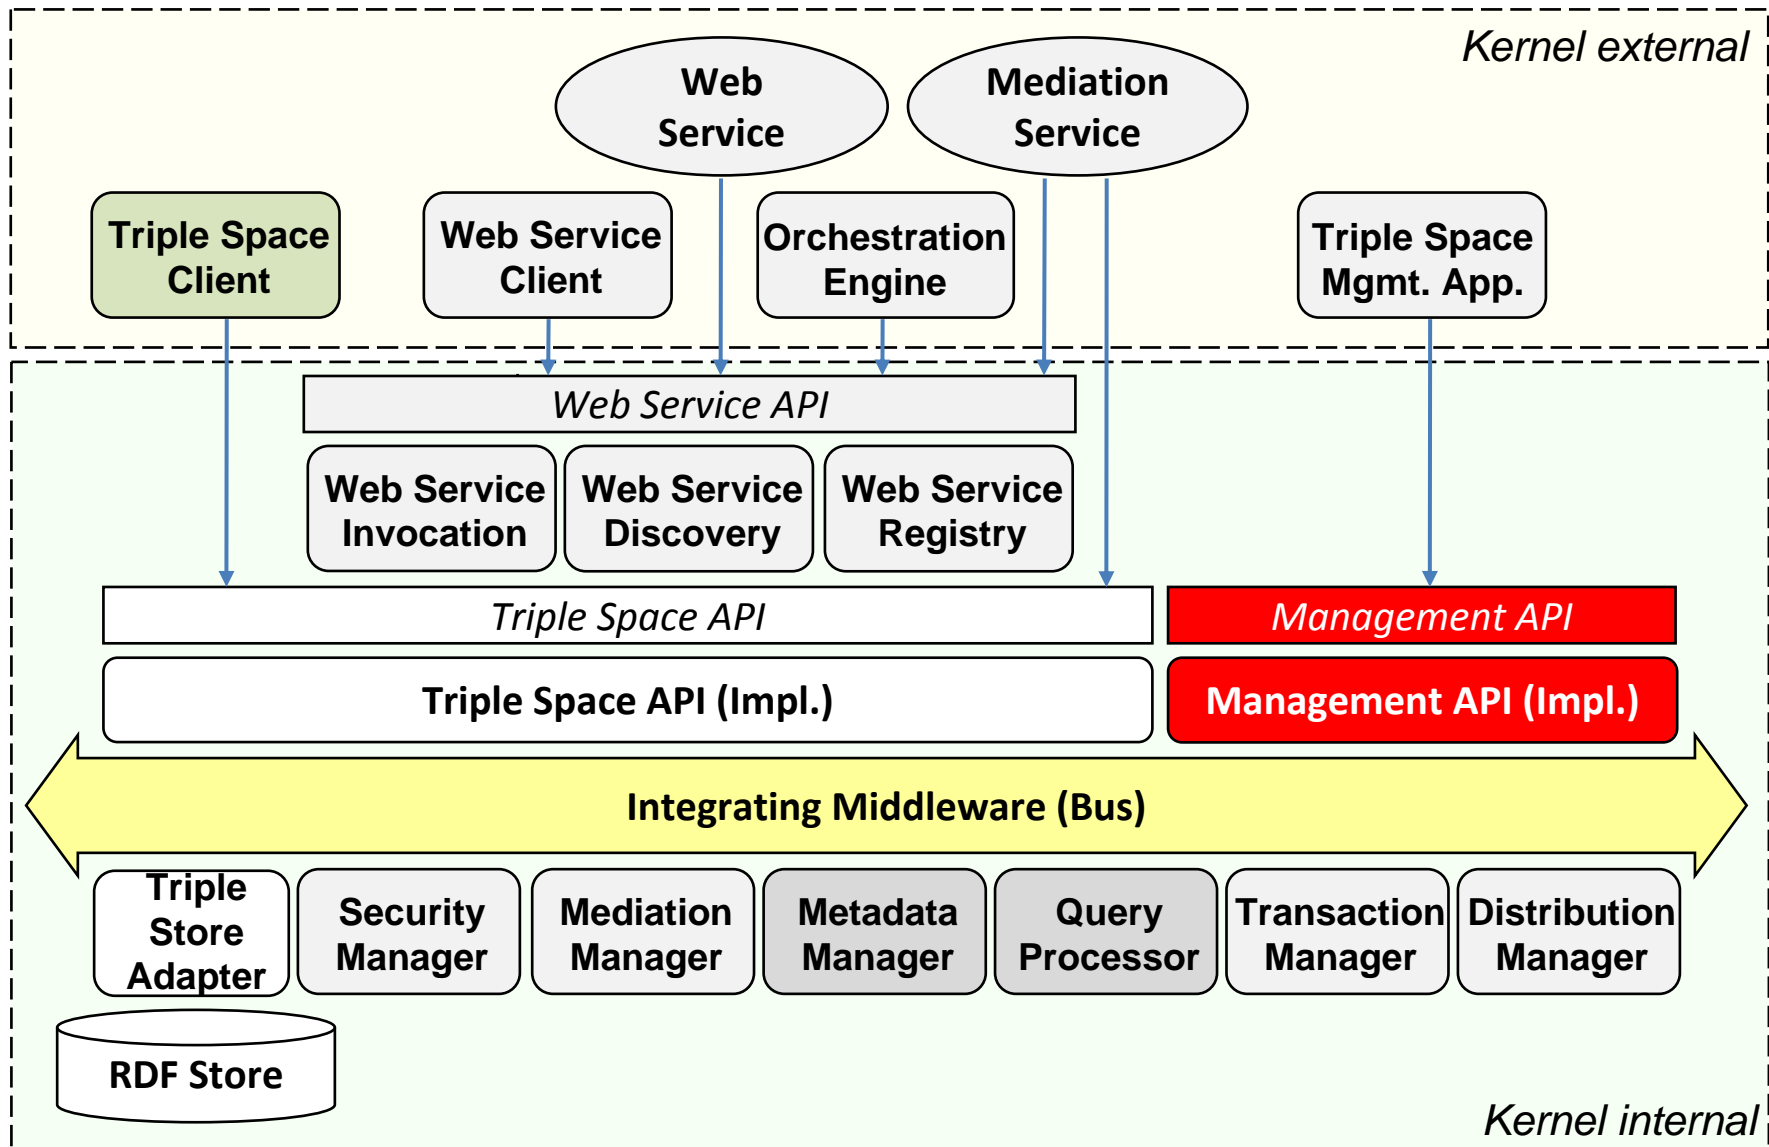 Kernel external
Web
Service
Mediation
Service
Triple Space
Client
Web Service
Client
Orchestration
Engine
Triple Space
Mgmt. App.
Web Service API
Web Service
Invocation
Web Service
Discovery
Web Service
Registry
Triple Space API
Management API
Triple Space API (Impl.)
Management API (Impl.)
Integrating Middleware (Bus)
Triple
Store
Adapter
Security
Manager
Mediation
Manager
Metadata
Manager
Query
Processor
Transaction
Manager
Distribution
Manager
RDF Store
Kernel internal